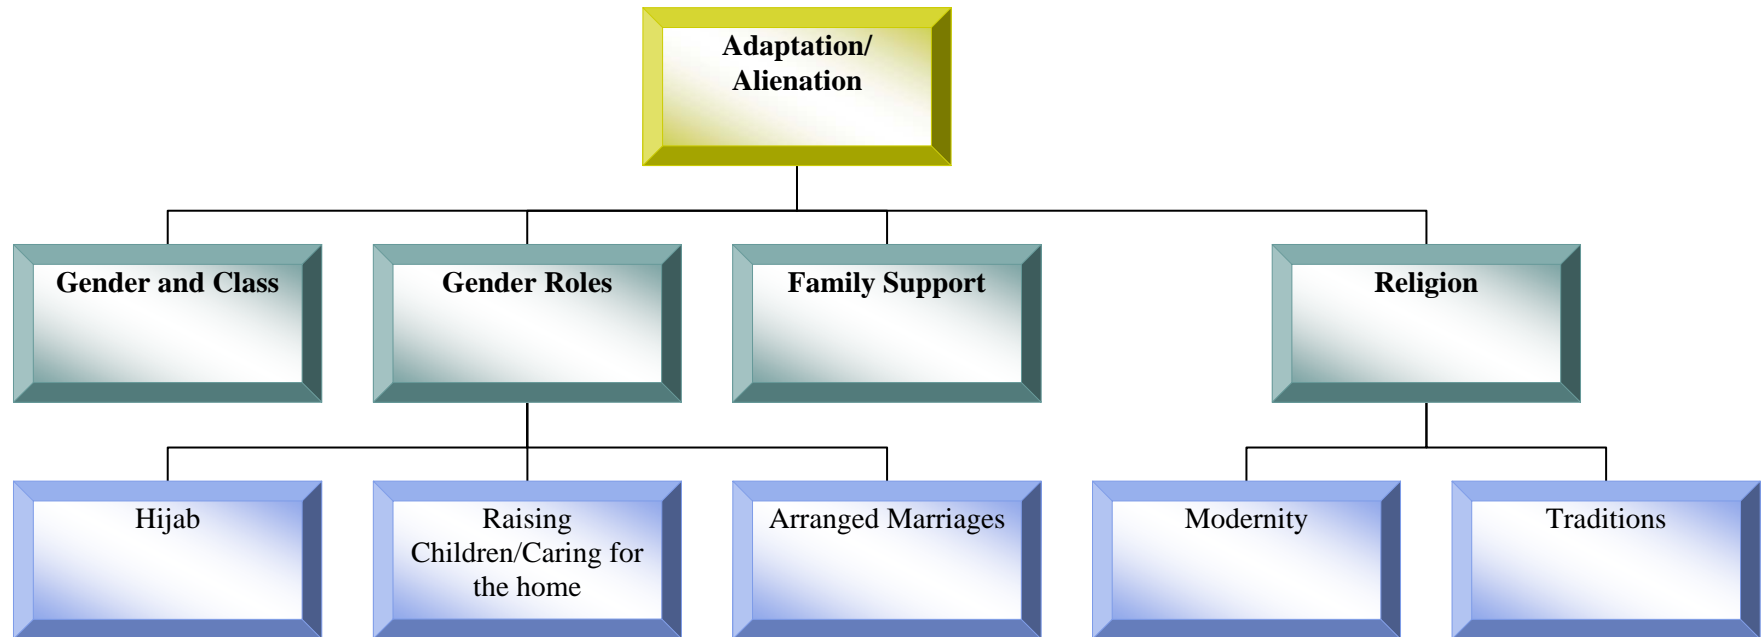 Adaptation/
Alienation
Gender and Class
Gender Roles
Family Support
Religion
Hijab
Raising
Children/Caring for
the home
Arranged Marriages
Modernity
Traditions